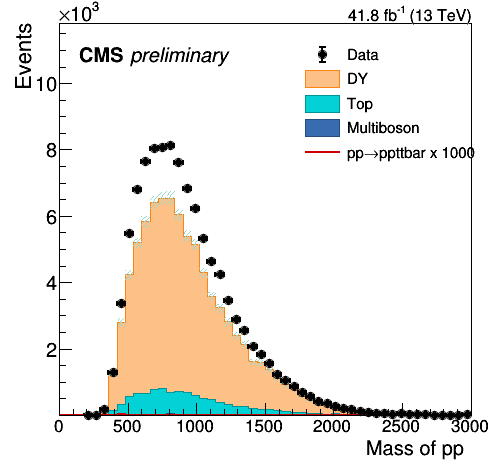 ×10³
41.8 fb⁻¹ (13 TeV)
Events
CMS preliminary
Data
DY
Top
Multiboson
pp→ppttbar x 1000
10
8
6
4
2
0 500 1000 1500 2000 2500 3000
Mass of pp